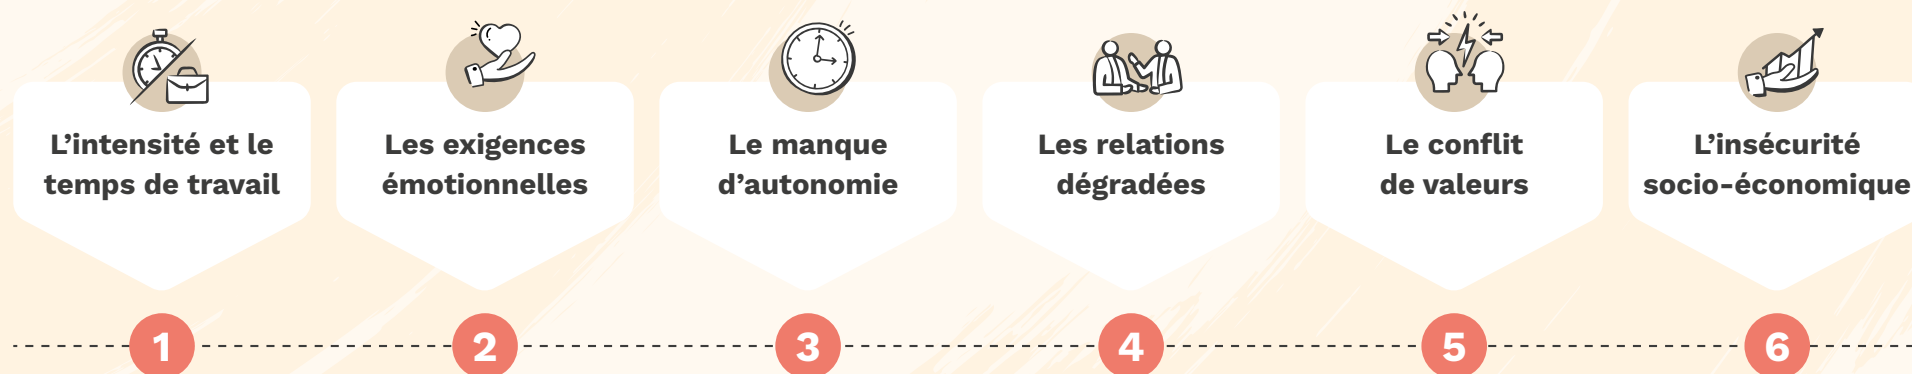 L’intensité et le
temps de travail
Les exigences
émotionnelles
Le manque
d’autonomie
Les relations
dégradées
Le conflit
de valeurs
L’insécurité
socio-économique
1
2
3
4
5
6